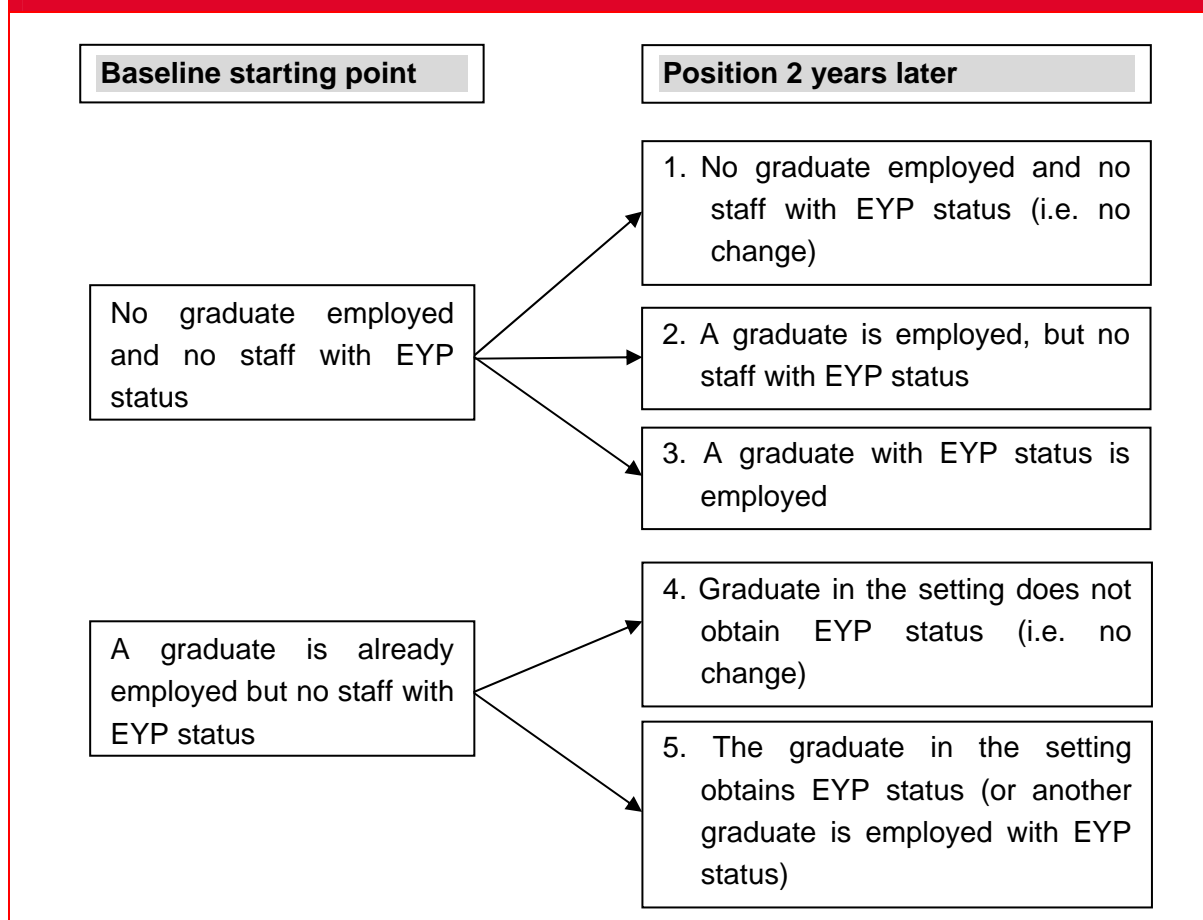 Baseline starting point
Position 2 years later
1. No graduate employed and no
staff with EYP status (i.e. no
change)
No graduate employed
and no staff with EYP
status
2. A graduate is employed, but no
staff with EYP status
3. A graduate with EYP status is
employed
A graduate is already
employed but no staff with
EYP status
4. Graduate in the setting does not
obtain EYP status (i.e. no
change)
5. The graduate in the setting
obtains EYP status (or another
graduate is employed with EYP
status)